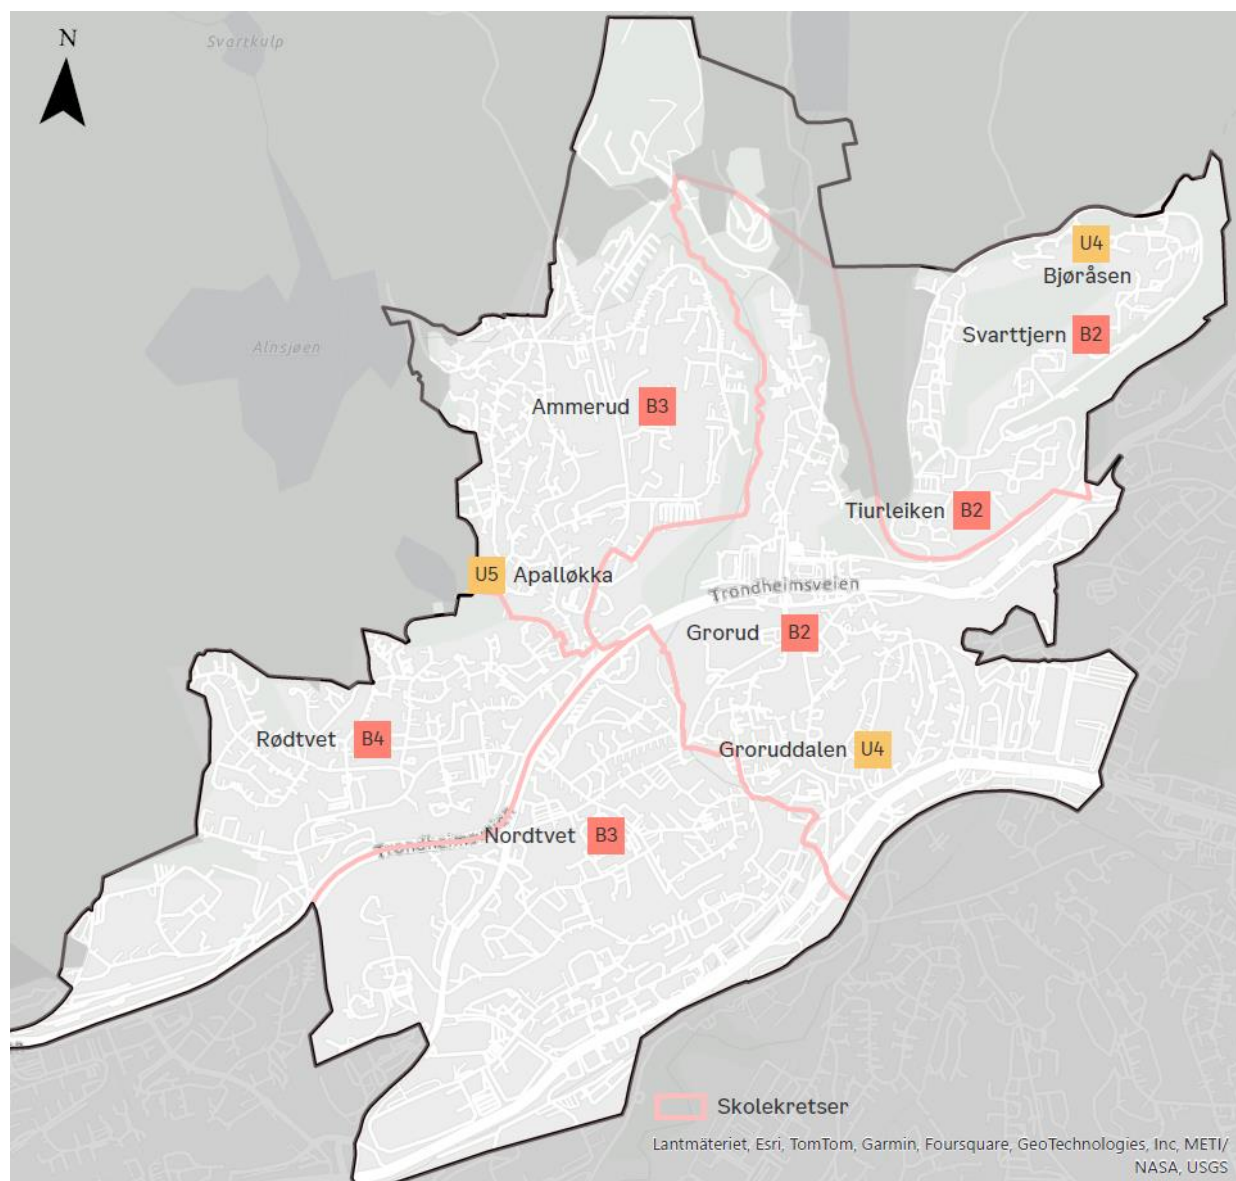 N
Svartkulp
U4
Bjøråsen
Svarttjern B2
Alnsjøen
Ammerud B3
Tiurleiken B2
U5 Apalløkka
Trondheimsveien
Grorud B2
Rødtvet B4
Groruddalen U4
Trondheimsveien
Nordtvet B3
Skolekretser
Lantmäteriet, Esri, TomTom, Garmin, Foursquare, GeoTechnologies, Inc, METI/
NASA, USGS